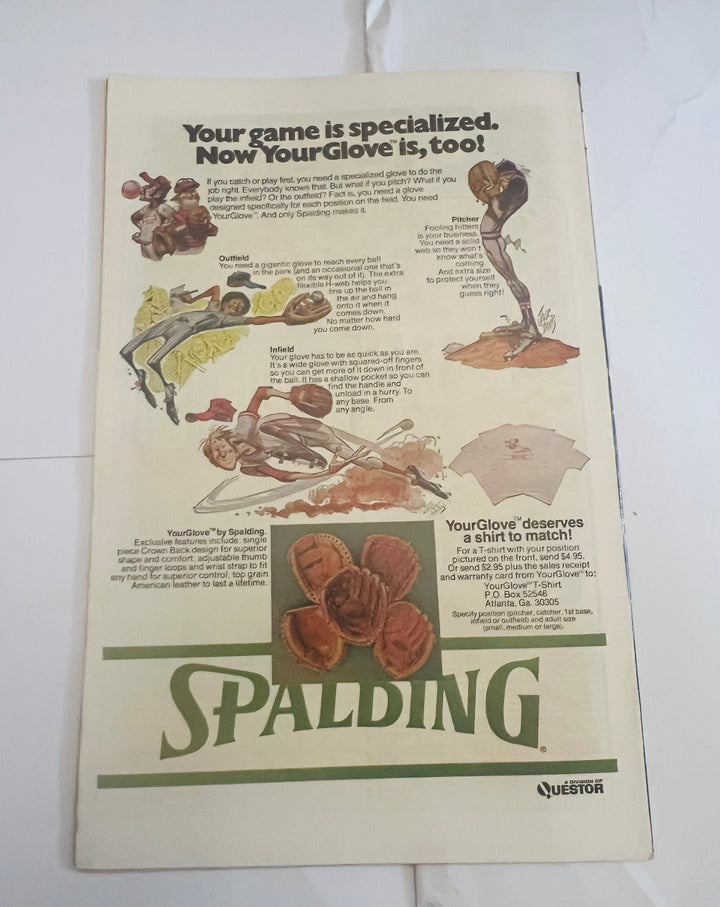 Your game is specialized.
Now YourGlove™ is, too!
If you catch or play first, you need a specialized glove to do the
job right. Everybody knows that. But what if you pitch? What if you
play the infield? Or the outfield? Fact is, you need a glove
designed specifically for each position on the field. You need
YourGlove™. And only Spalding makes it.
Pitcher
Fooling hitters
is your business.
You need a solid
web so they won't
know what's
coming.
And extra size
to protect yourself
when they
guess right!
Outfield
You need a gigantic glove to reach every ball
in the park (and an occasional one that's
on its way out of it). The extra
flexible H-web helps you
line up the ball in
the air and hang
onto it when it
comes down.
No matter how hard
you come down.
Infield
Your glove has to be as quick as you are.
It's a wide glove with squared-off fingers
so you can get more of it down in front of
the ball. It has a shallow pocket so you can
find the handle and
unload in a hurry. To
any base. From
any angle.
YourGlove™ by Spalding.
Exclusive features include; single
piece Crown Back design for superior
shape and comfort; adjustable thumb
and finger loops and wrist strap to fit
any hand for superior control; top grain
American leather to last a lifetime.
YourGlove™ deserves
a shirt to match!
For a T-shirt with your position
pictured on the front, send $4.95.
Or send $2.95 plus the sales receipt
and warranty card from YourGlove™ to:
YourGlove™ T-Shirt
P.O. Box 52546
Atlanta, Ga. 30305
Specify position (pitcher, catcher, 1st base,
infield or outfield) and adult size
(small, medium or large).
SPALDING®
A DIVISION OF
QUESTOR